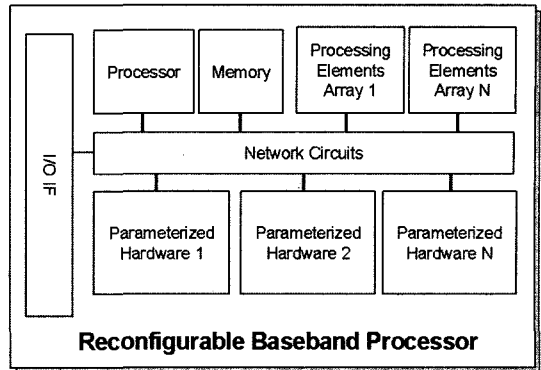 I/O IF
Processor
Memory
Processing
Elements
Array 1
Processing
Elements
Array N
Network Circuits
Parameterized
Hardware 1
Parameterized
Hardware 2
Parameterized
Hardware N
Reconfigurable Baseband Processor